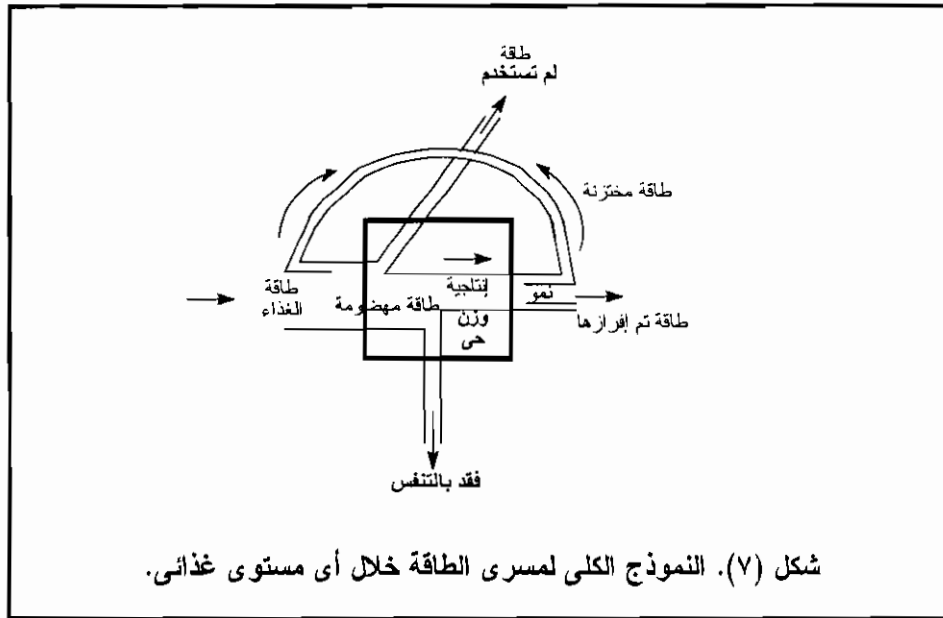 طاقة
لم تستخدم
طاقة مختزنة
طاقة
الغذاء
طاقة مهضومة
إنتاجية
وزن
حى
نمو
طاقة تم إفرازها
فقد بالتنفس
شكل (٧). النموذج الكلى لمسرى الطاقة خلال أى مستوى غذائى.